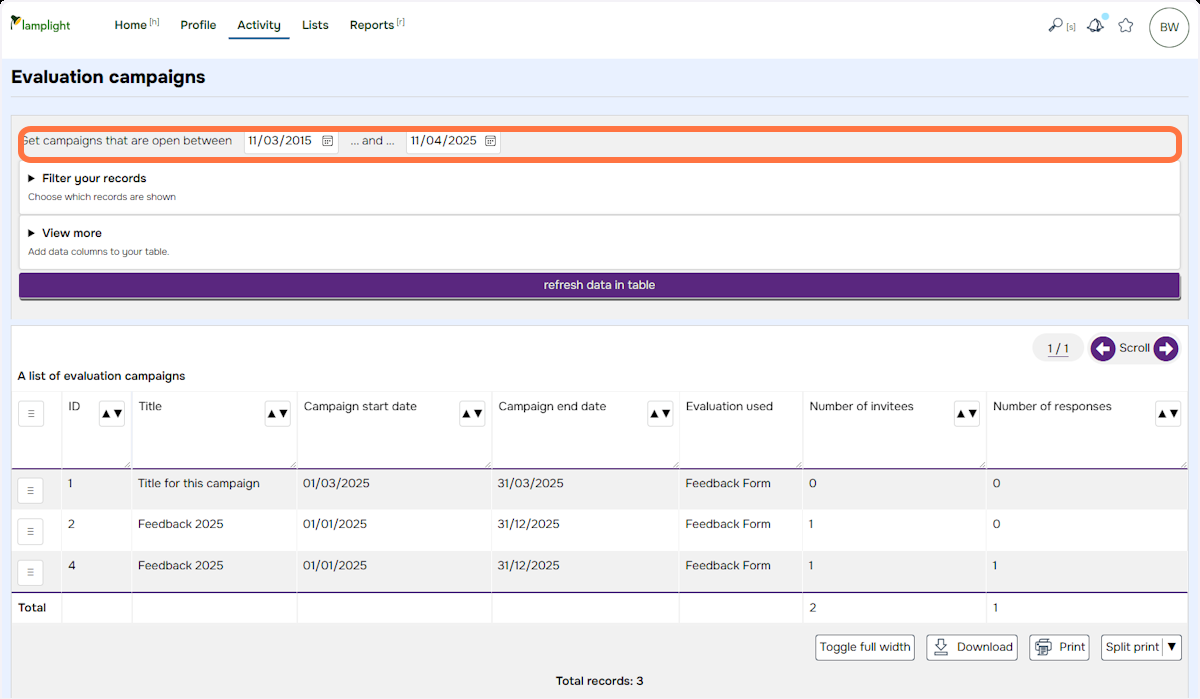 lamplight
Home [h] Profile Activity Lists Reports [r] [s] BW
Evaluation campaigns
Get campaigns that are open between 11/03/2015 ... and ... 11/04/2025
Filter your records
Choose which records are shown
View more
Add data columns to your table.
refresh data in table
1 / 1 Scroll
A list of evaluation campaigns
ID Title Campaign start date Campaign end date Evaluation used Number of invitees Number of responses
1 Title for this campaign 01/03/2025 31/03/2025 Feedback Form 0 0
2 Feedback 2025 01/01/2025 31/12/2025 Feedback Form 1 0
4 Feedback 2025 01/01/2025 31/12/2025 Feedback Form 1 1
Total 2 1
Toggle full width Download Print Split print
Total records: 3